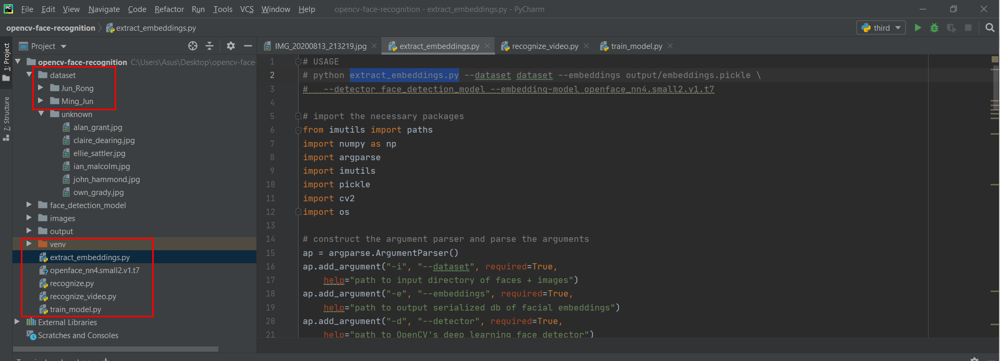 PC File Edit View Navigate Code Refactor Run Tools VCS Window Help opencv-face-recognition - extract_embeddings.py - PyCharm
opencv-face-recognition extract_embeddings.py third
1: Project
7: Structure
Project
opencv-face-recognition C:\Users\Asus\Desktop\opencv-face-
dataset
Jun_Rong
Ming_Jun
unknown
alan_grant.jpg
claire_dearing.jpg
ellie_sattler.jpg
ian_malcolm.jpg
john_hammond.jpg
own_grady.jpg
face_detection_model
images
output
venv
extract_embeddings.py
openface_nn4.small2.v1.t7
recognize.py
recognize_video.py
train_model.py
External Libraries
Scratches and Consoles
IMG_20200813_213219.jpg extract_embeddings.py recognize_video.py train_model.py
1 # USAGE
2 # python extract_embeddings.py --dataset dataset --embeddings output/embeddings.pickle \
3 #   --detector face_detection_model --embedding-model openface_nn4.small2.v1.t7
4
5 # import the necessary packages
6 from imutils import paths
7 import numpy as np
8 import argparse
9 import imutils
10 import pickle
11 import cv2
12 import os
13
14 # construct the argument parser and parse the arguments
15 ap = argparse.ArgumentParser()
16 ap.add_argument("-i", "--dataset", required=True,
17     help="path to input directory of faces + images")
18 ap.add_argument("-e", "--embeddings", required=True,
19     help="path to output serialized db of facial embeddings")
20 ap.add_argument("-d", "--detector", required=True,
21     help="path to OpenCV's deep learning face detector")